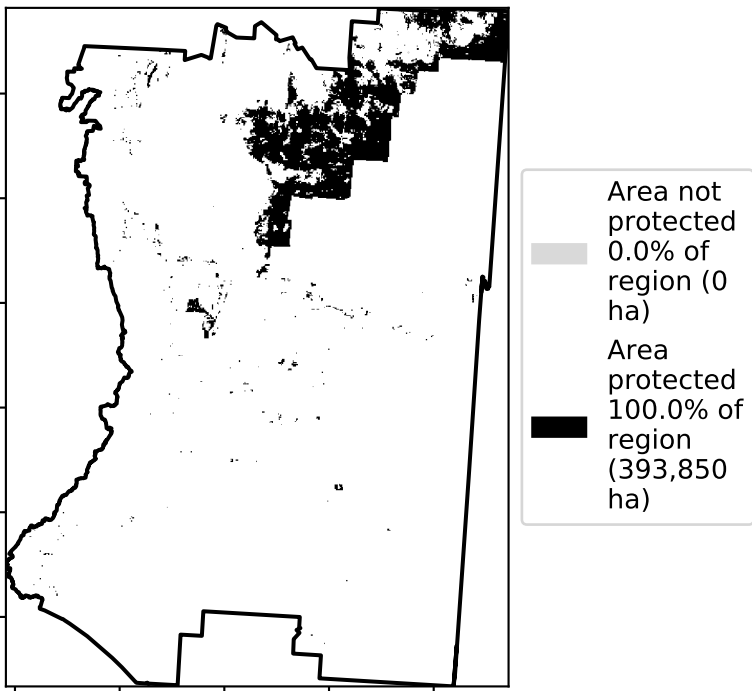 Area not
protected
0.0% of
region (0
ha)
Area
protected
100.0% of
region
(393,850
ha)